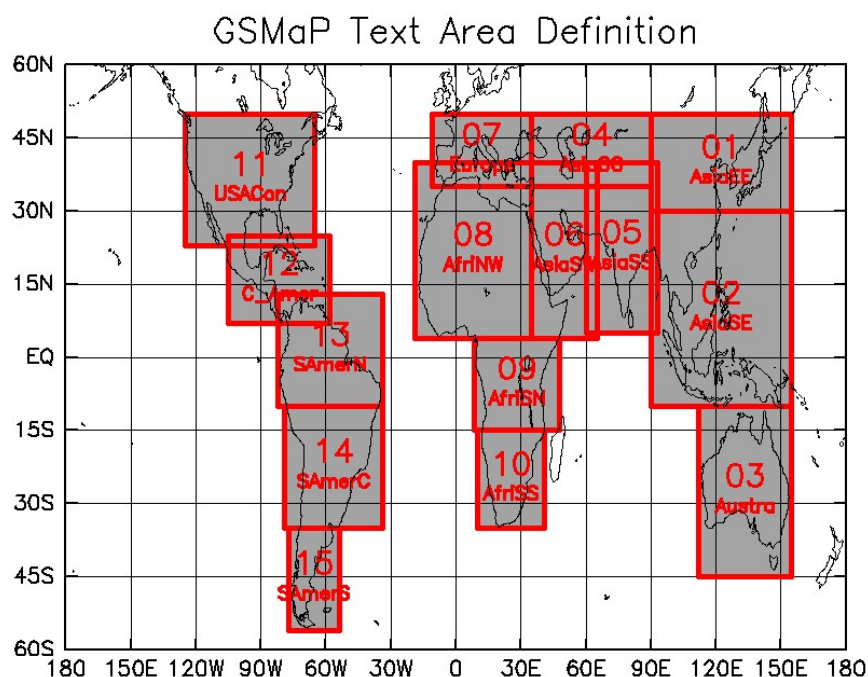 GSMaP Text Area Definition
60N
45N
30N
15N
EQ
15S
30S
45S
60S
180 150E 120W 90W 60W 30W 0 30E 60E 90E 120E 150E 180
11
USACon
12
C_Amer
13
SAmerN
14
SAmerC
15
SAmerS
07
Europe
04
01
AsiaEE
08
AfriNW
06
05
AsiaSS
02
AsiaSE
09
AfriSN
10
AfriSS
03
Austra